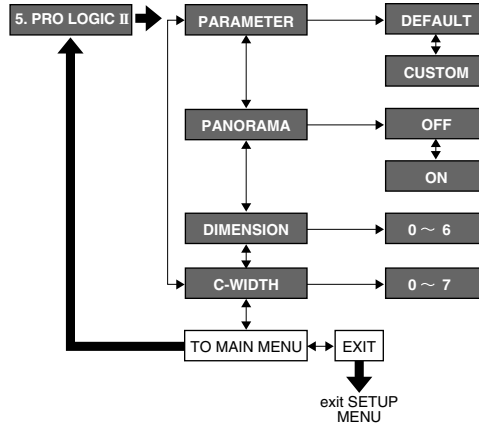 5. PRO LOGIC II
PARAMETER
DEFAULT
CUSTOM
PANORAMA
OFF
ON
DIMENSION
0 ~ 6
C-WIDTH
0 ~ 7
TO MAIN MENU
EXIT
exit SETUP
MENU